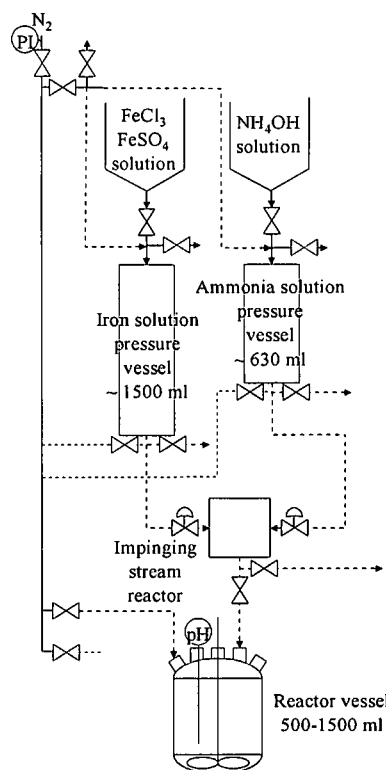 N₂
PI
FeCl₃
FeSO₄
solution
NH₄OH
solution
Iron solution
pressure
vessel
~ 1500 ml
Ammonia solution
pressure
vessel
~ 630 ml
Impinging
stream
reactor
pH
Reactor vessel
500-1500 ml